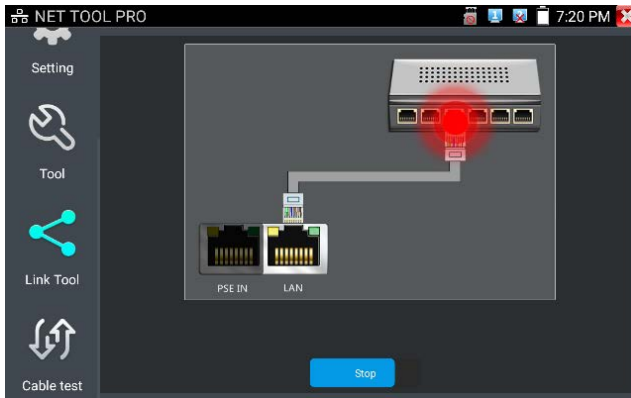 NET TOOL PRO
7:20 PM
Setting
Tool
Link Tool
Cable test
PSE IN
LAN
Stop